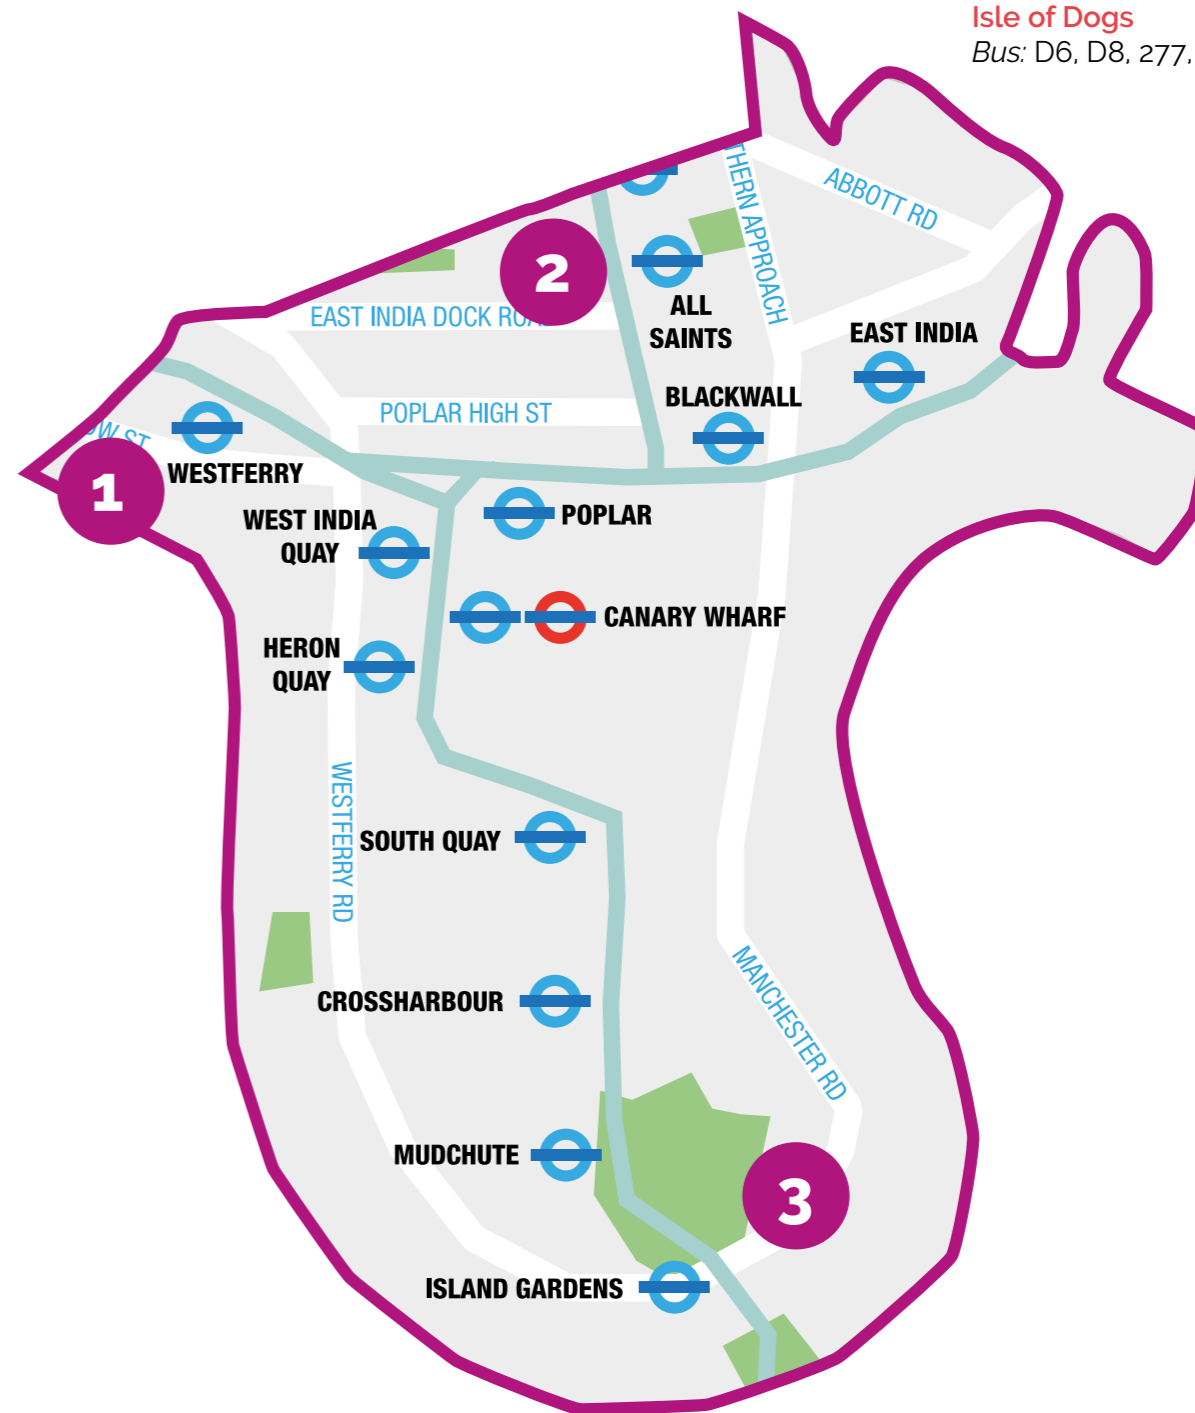 Isle of Dogs
Bus: D6, D8, 277,
THERN APPROACH
ABBOTT RD
2
EAST INDIA DOCK
ALL
SAINTS
EAST INDIA
POPLAR HIGH ST
BLACKWALL
ST
WESTFERRY
1
WEST INDIA
QUAY
POPLAR
CANARY WHARF
HERON
QUAY
WESTFERRY RD
SOUTH QUAY
MANCHESTER RD
CROSSHARBOUR
MUDCHUTE
3
ISLAND GARDENS